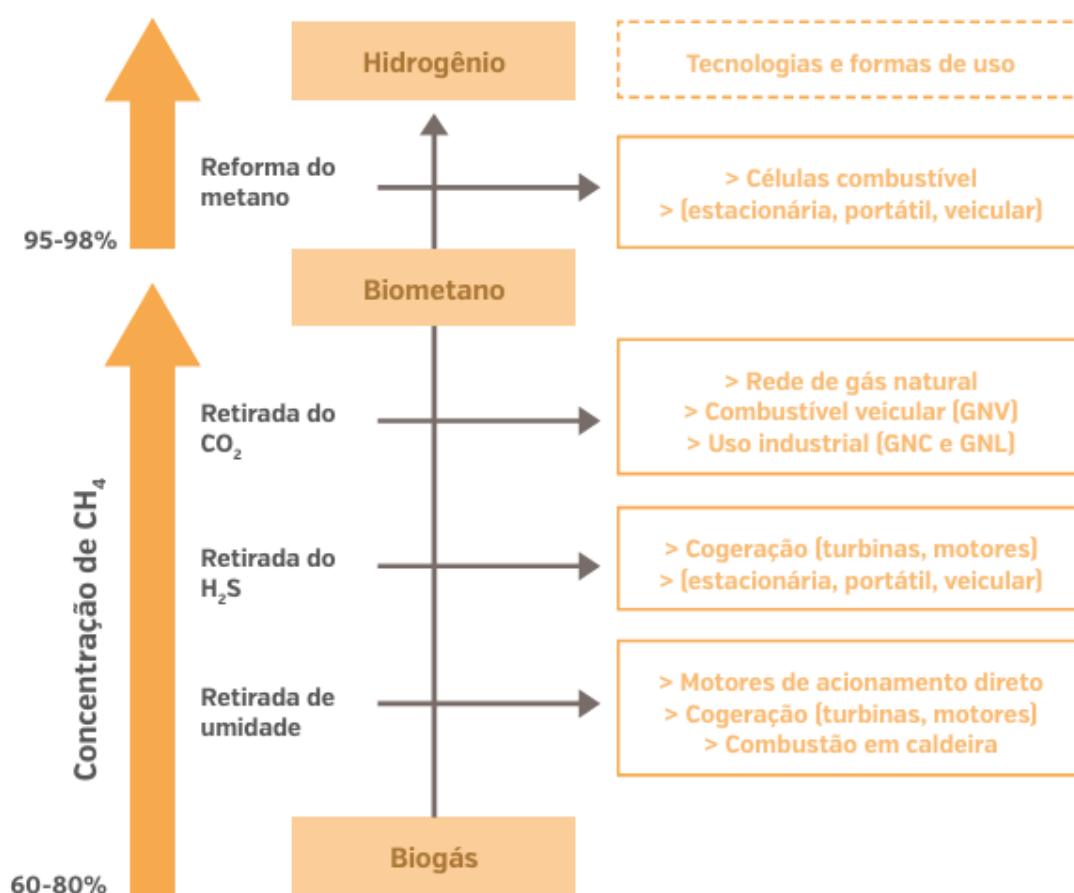 Hidrogênio
Tecnologias e formas de uso
Reforma do
metano
> Células combustível
> (estacionária, portátil, veicular)
95-98%
Biometano
Retirada do
CO₂
> Rede de gás natural
> Combustível veicular (GNV)
> Uso industrial (GNC e GNL)
Concentração de CH₄
Retirada do
H₂S
> Cogeração (turbinas, motores)
> (estacionária, portátil, veicular)
Retirada de
umidade
> Motores de acionamento direto
> Cogeração (turbinas, motores)
> Combustão em caldeira
Biogás
60-80%